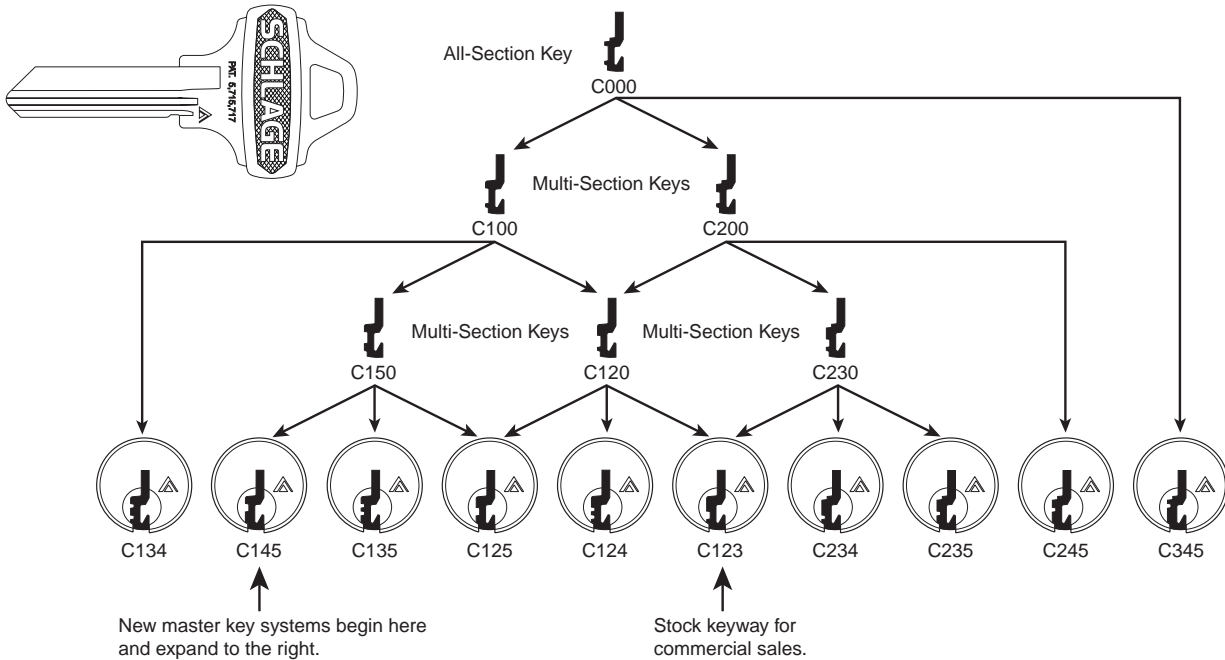 SCHLAGE
PAT. 5,715,717
All-Section Key
C000
Multi-Section Keys
C100
C200
Multi-Section Keys
Multi-Section Keys
C150
C120
C230
C134
C145
C135
C125
C124
C123
C234
C235
C245
C345
New master key systems begin here
and expand to the right.
Stock keyway for
commercial sales.